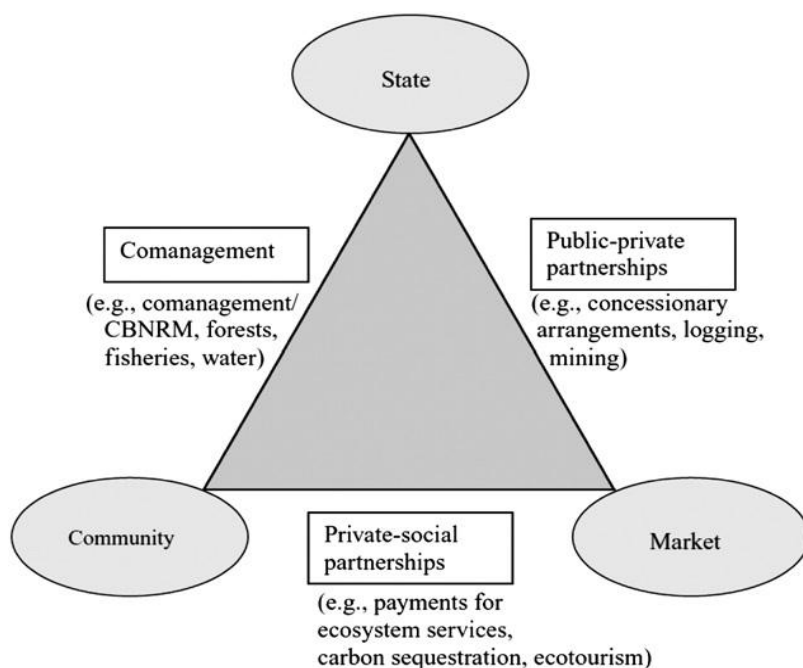 State
Comanagement
(e.g., comanagement/
CBNRM, forests,
fisheries, water)
Public-private
partnerships
(e.g., concessionary
arrangements, logging,
mining)
Community
Private-social
partnerships
(e.g., payments for
ecosystem services,
carbon sequestration, ecotourism)
Market